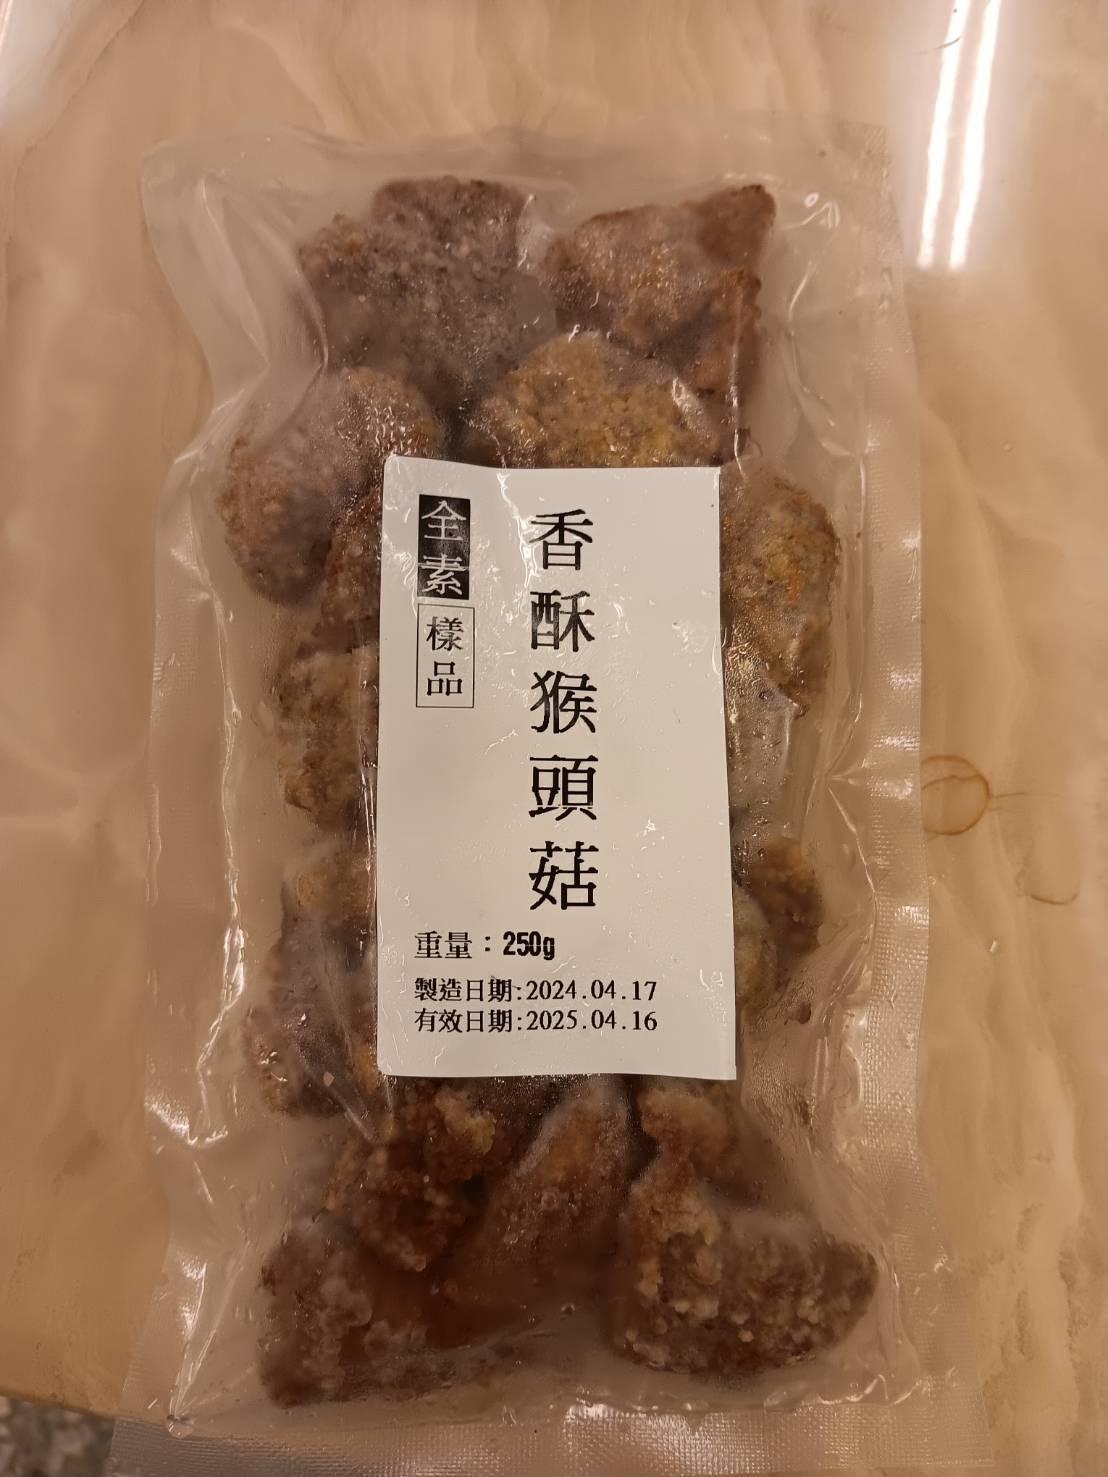 香酥猴頭菇
全素
樣品
重量：250g
製造日期:2024.04.17
有效日期:2025.04.16